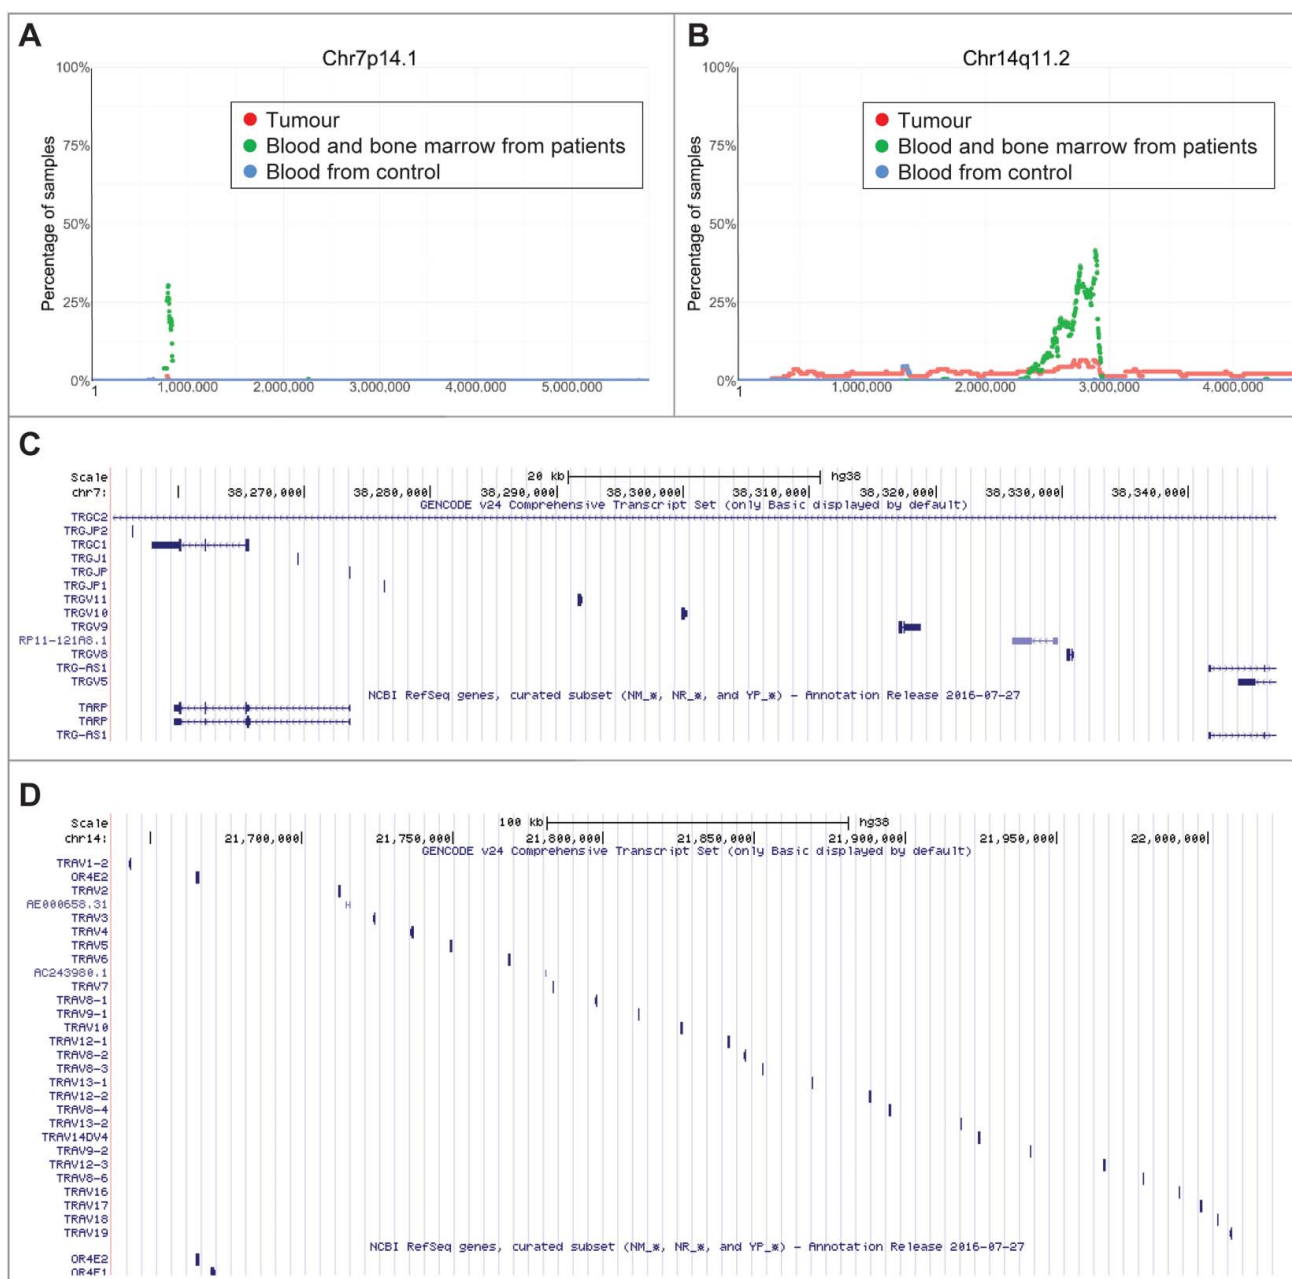 A
Chr7p14.1
100%
75%
50%
25%
0%
Percentage of samples
Tumour
Blood and bone marrow from patients
Blood from control
1
1,000,000
2,000,000
3,000,000
4,000,000
5,000,000
B
Chr14q11.2
100%
75%
50%
25%
0%
Percentage of samples
Tumour
Blood and bone marrow from patients
Blood from control
1
1,000,000
2,000,000
3,000,000
4,000,000
C
Scale 20 kb hg38
chr7: 38,270,000 38,280,000 38,290,000 38,300,000 38,310,000 38,320,000 38,330,000 38,340,000
GENCODE v24 Comprehensive Transcript Set (only Basic displayed by default)
TRGC2
TRGJP2
TRGC1
TRGJ1
TRGJP
TRGJP1
TRGV11
TRGV10
TRGV9
RP11-121A8.1
TRGV8
TRG-AS1
TRGV5
NCBI RefSeq genes, curated subset (NM_*, NR_*, and YP_*) - Annotation Release 2016-07-27
TARP
TARP
TRG-AS1
D
Scale 100 kb hg38
chr14: 21,700,000 21,750,000 21,800,000 21,850,000 21,900,000 21,950,000 22,000,000
GENCODE v24 Comprehensive Transcript Set (only Basic displayed by default)
TRAV1-2
OR4E2
TRAV2
AE000658.31
TRAV3
TRAV4
TRAV5
TRAV6
AC243980.1
TRAV7
TRAV8-1
TRAV9-1
TRAV10
TRAV12-1
TRAV8-2
TRAV8-3
TRAV13-1
TRAV12-2
TRAV8-4
TRAV13-2
TRAV14DV4
TRAV9-2
TRAV12-3
TRAV8-6
TRAV16
TRAV17
TRAV18
TRAV19
NCBI RefSeq genes, curated subset (NM_*, NR_*, and YP_*) - Annotation Release 2016-07-27
OR4E2
OR4E1